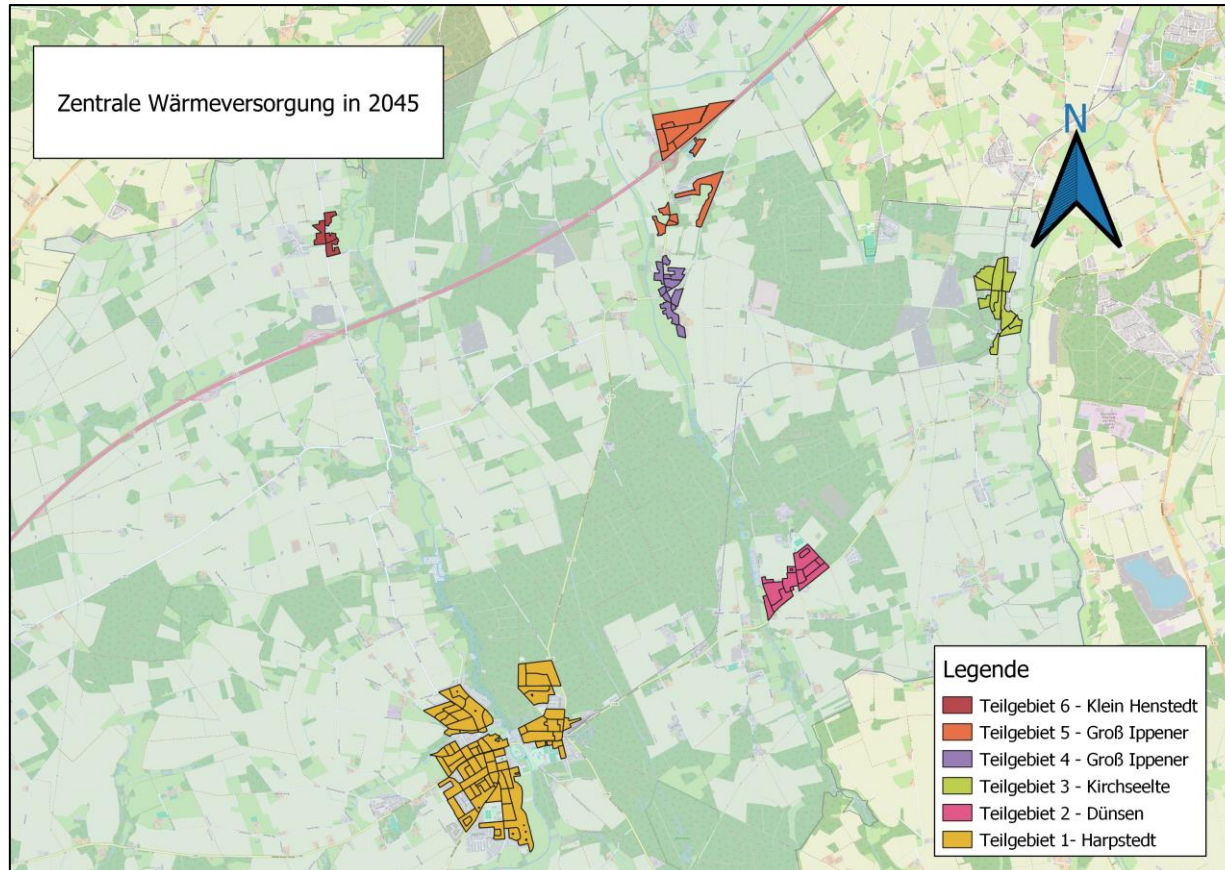 Zentrale Wärmeversorgung in 2045
N
Legende
Teilgebiet 6 - Klein Henstedt
Teilgebiet 5 - Groß Ippener
Teilgebiet 4 - Groß Ippener
Teilgebiet 3 - Kirchseelte
Teilgebiet 2 - Dünsen
Teilgebiet 1- Harpstedt